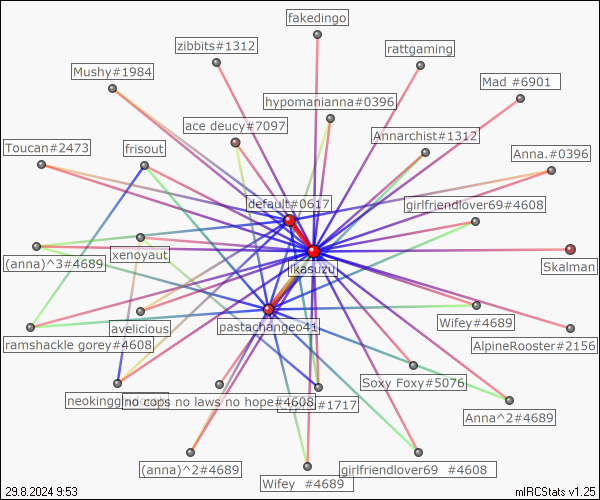 fakedingo
zibbits#1312
rattgaming
Mushy#1984
Mad #6901
hypomanianna#0396
ace deucy#7097
Annarchist#1312
Toucan#2473
frisout
Anna.#0396
default#0617
girlfriendlover69#4608
xenoyaut
(anna)^3#4689
likasuzu
Skalman
avelicious
pastachangeo41
Wifey#4689
ramshackle gorey#4608
AlpineRooster#2156
Soxy Foxy#5076
no cops no laws no hope#4608
#1717
Anna^2#4689
(anna)^2#4689
Wifey #4689
girlfriendlover69 #4608
29.8.2024 9:53
mIRCStats v1.25